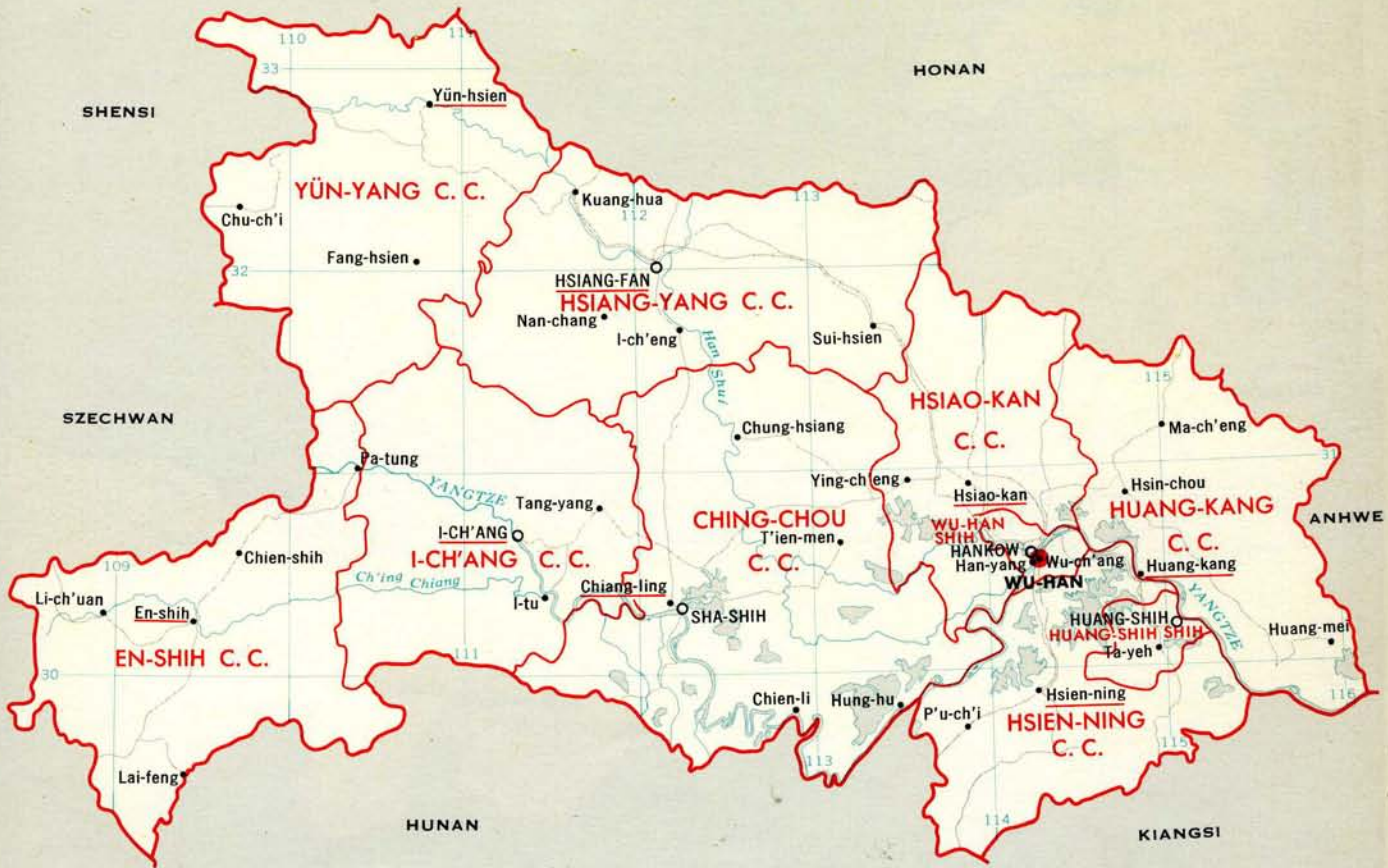 110
111
33
HONAN
SHENSI
Yün-hsien
YÜN-YANG C. C.
Kuang-hua
113
112
Chu-ch'i
Fang-hsien
32
HSIANG-FAN
HSIANG-YANG C. C.
Nan-chang
I-ch'eng
Sui-hsien
Han Shui
115
SZECHWAN
HSIAO-KAN
C. C.
Chung-hsiang
Ma-ch'eng
31
Pa-tung
YANGTZE
Ying-ch'eng
Hsiao-kan
Hsin-chou
Tang-yang
HUANG-KANG
C. C.
ANHWE
CHING-CHOU
C. C.
T'ien-men
I-CH'ANG
I-CH'ANG C. C.
WU-HAN
SHIH
HANKOW
Han-yang
Wu-ch'ang
WU-HAN
Chien-shih
Huang-kang
109
Ch'ing Chiang
Li-ch'uan
En-shih
I-tu
Chiang-ling
SHA-SHIH
YANGTZE
HUANG-SHIH
HUANG-SHIH SHIH
Ta-yeh
Huang-mei
EN-SHIH C. C.
111
30
Chien-li
Hung-hu
P'u-ch'i
Hsien-ning
HSIEN-NING
C. C.
116
115
113
Lai-feng
114
HUNAN
KIANGSI